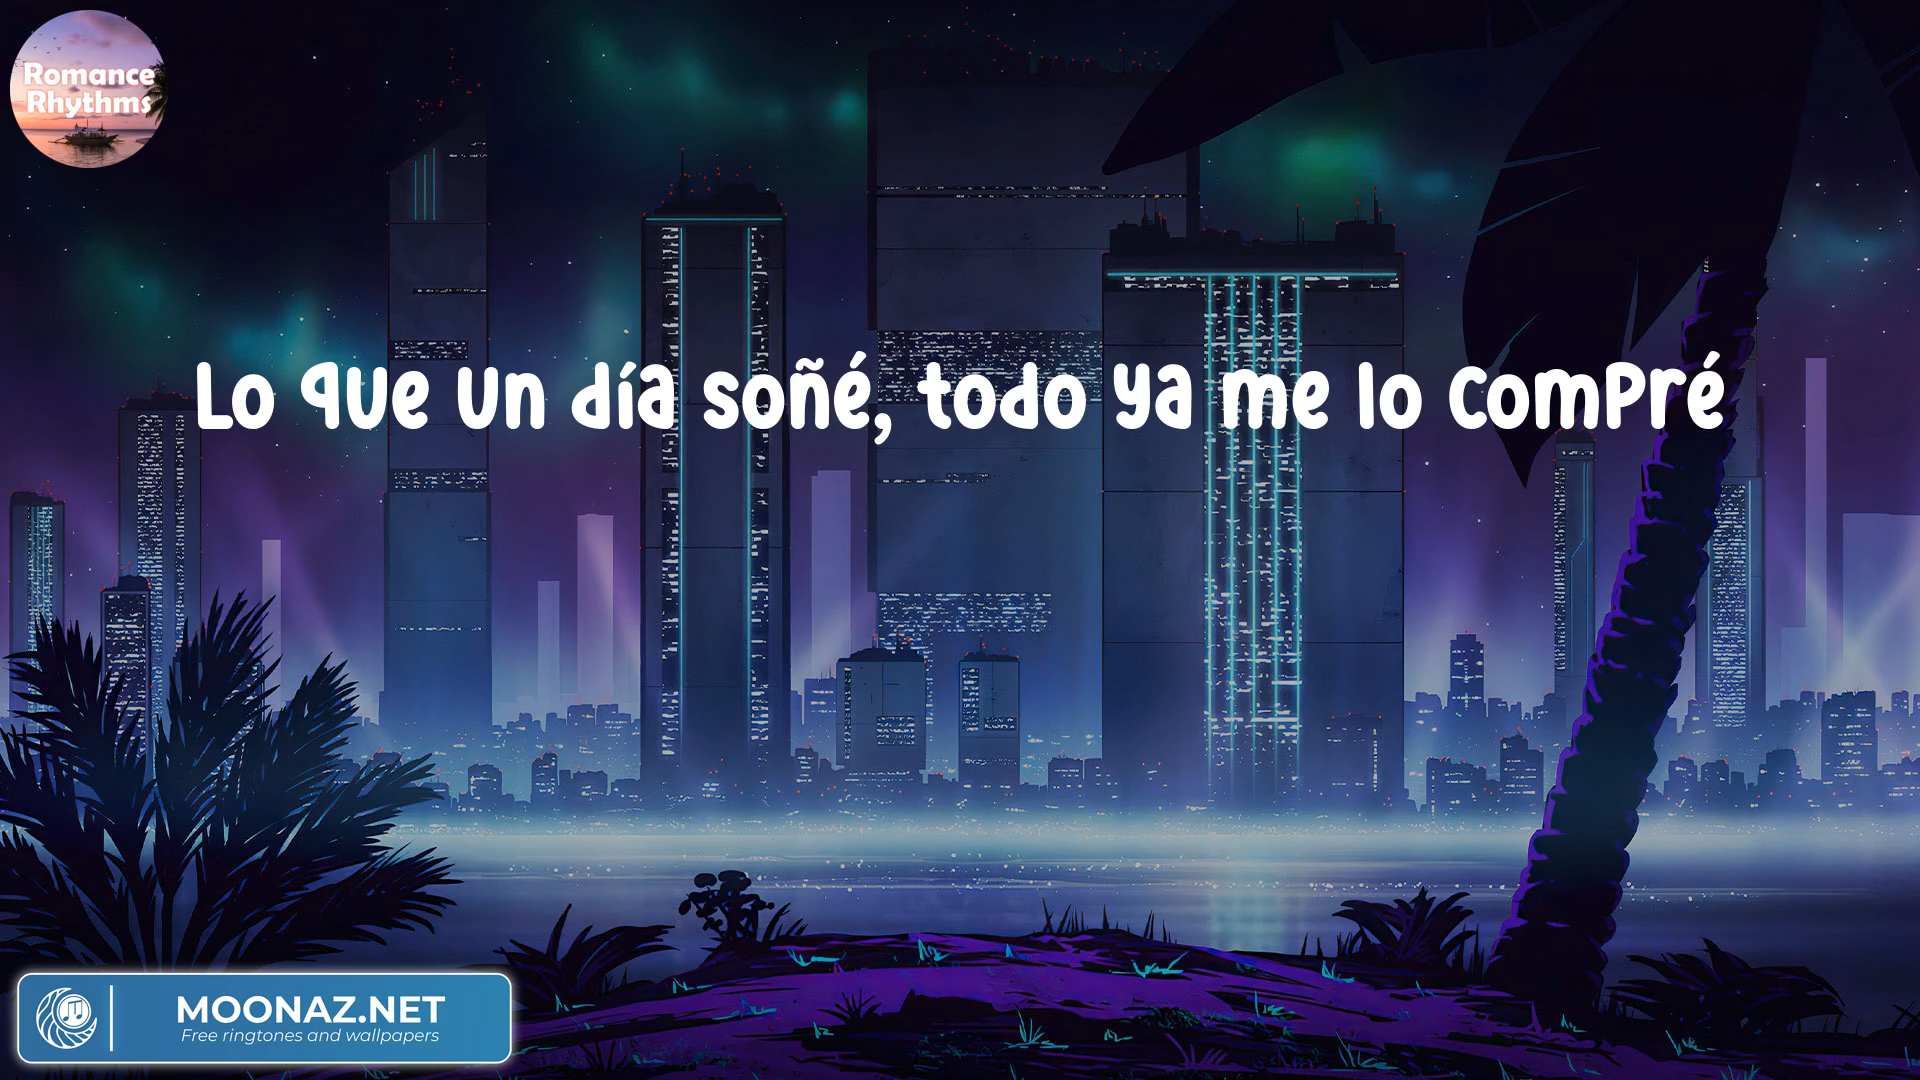 Romance
Rhythms
Lo que un día soñé, todo ya me lo compré
MOONAZ.NET
Free ringtones and wallpapers